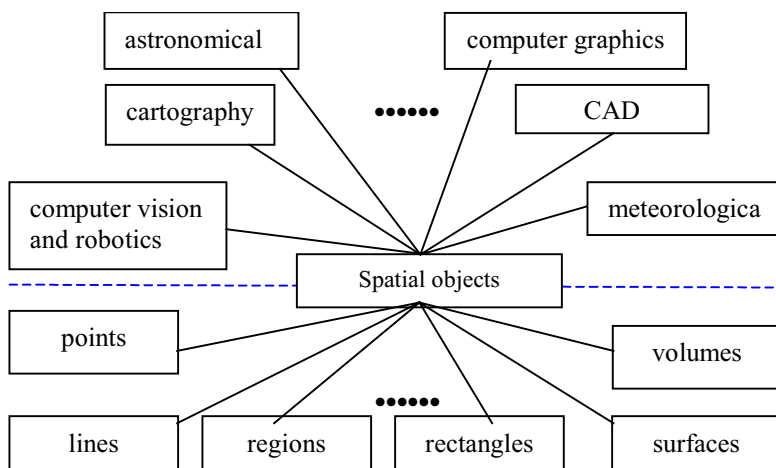 astronomical
computer graphics
cartography
••••••
CAD
computer vision
and robotics
meteorologica
Spatial objects
points
volumes
••••••
lines
regions
rectangles
surfaces